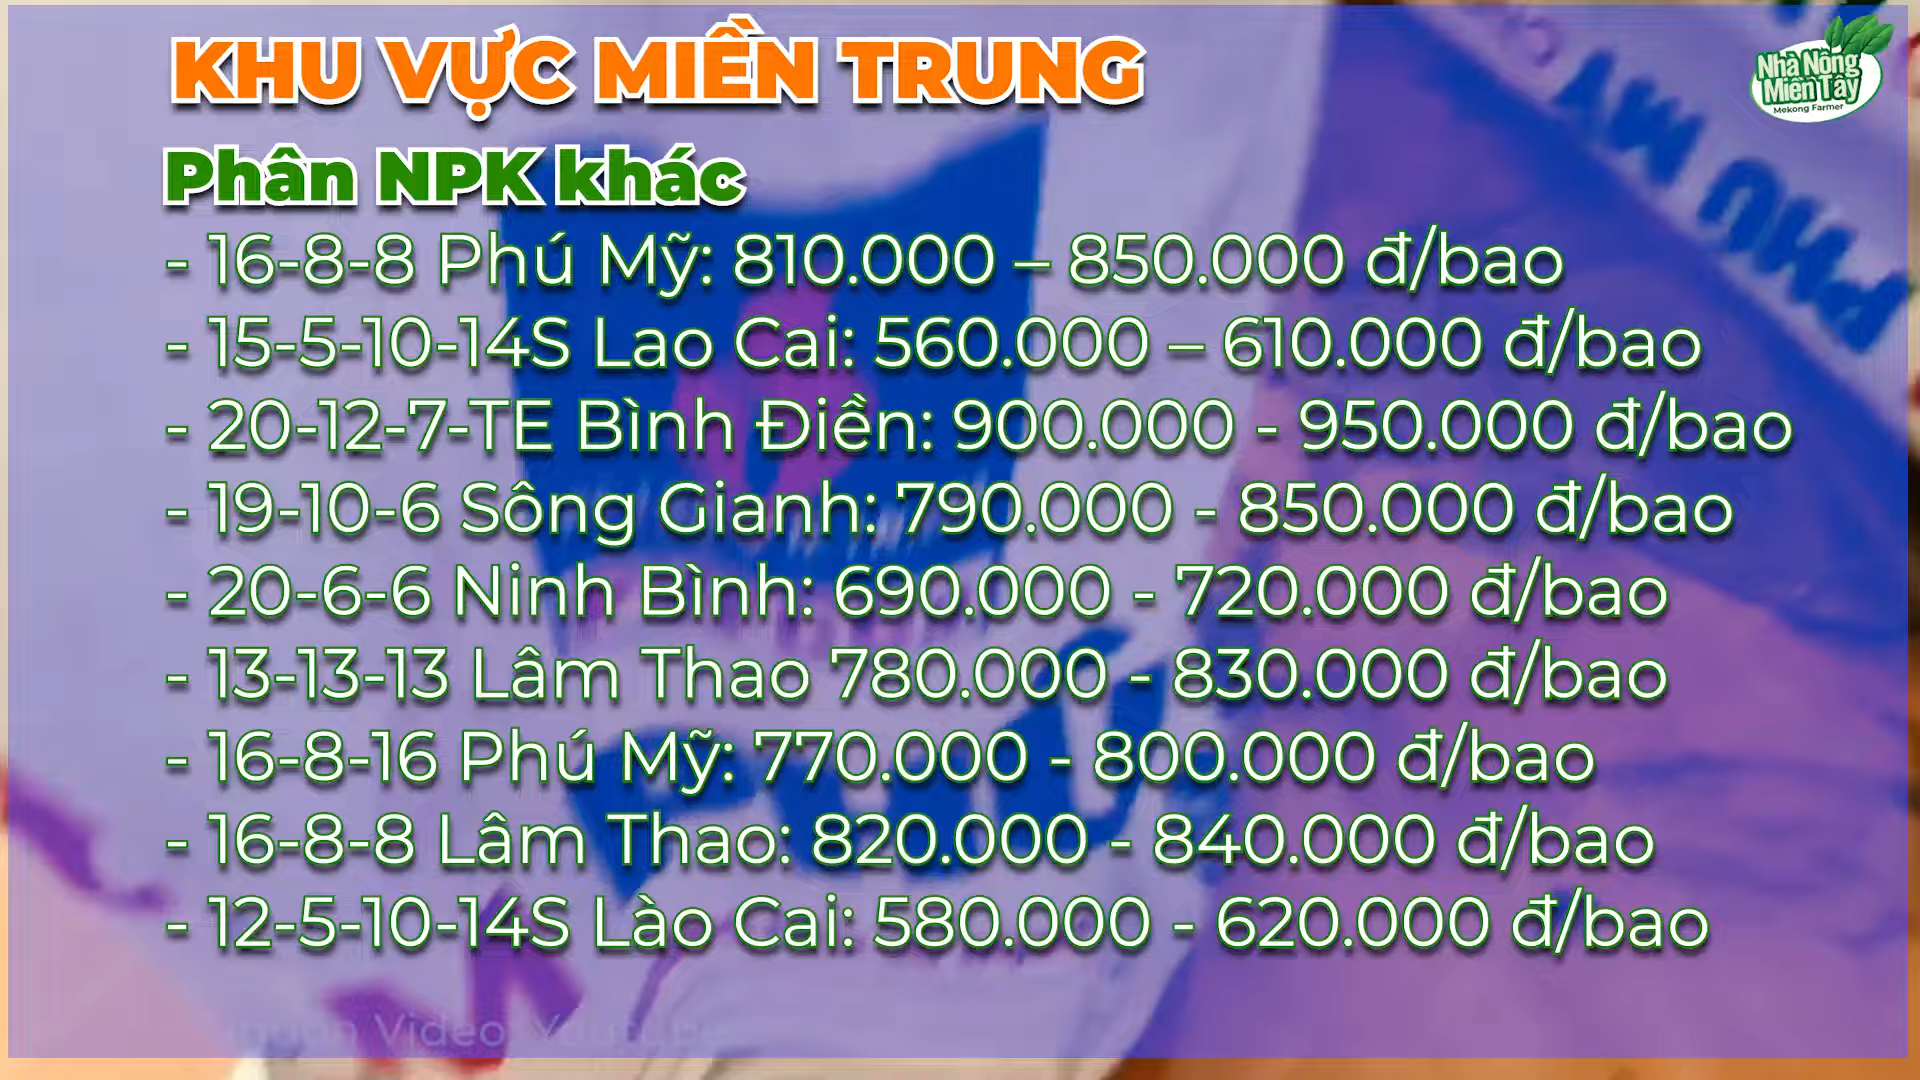 KHU VỰC MIỀN TRUNG
Nhà Nông
Miền Tây
Mekong Farmer
PHÚ MỸ
Phân NPK khác
- 16-8-8 Phú Mỹ: 810.000 – 850.000 đ/bao
- 15-5-10-14S Lao Cai: 560.000 – 610.000 đ/bao
- 20-12-7-TE Bình Điền: 900.000 - 950.000 đ/bao
- 19-10-6 Sông Gianh: 790.000 - 850.000 đ/bao
- 20-6-6 Ninh Bình: 690.000 - 720.000 đ/bao
- 13-13-13 Lâm Thao 780.000 - 830.000 đ/bao
- 16-8-16 Phú Mỹ: 770.000 - 800.000 đ/bao
- 16-8-8 Lâm Thao: 820.000 - 840.000 đ/bao
- 12-5-10-14S Lào Cai: 580.000 - 620.000 đ/bao
Video Youtube